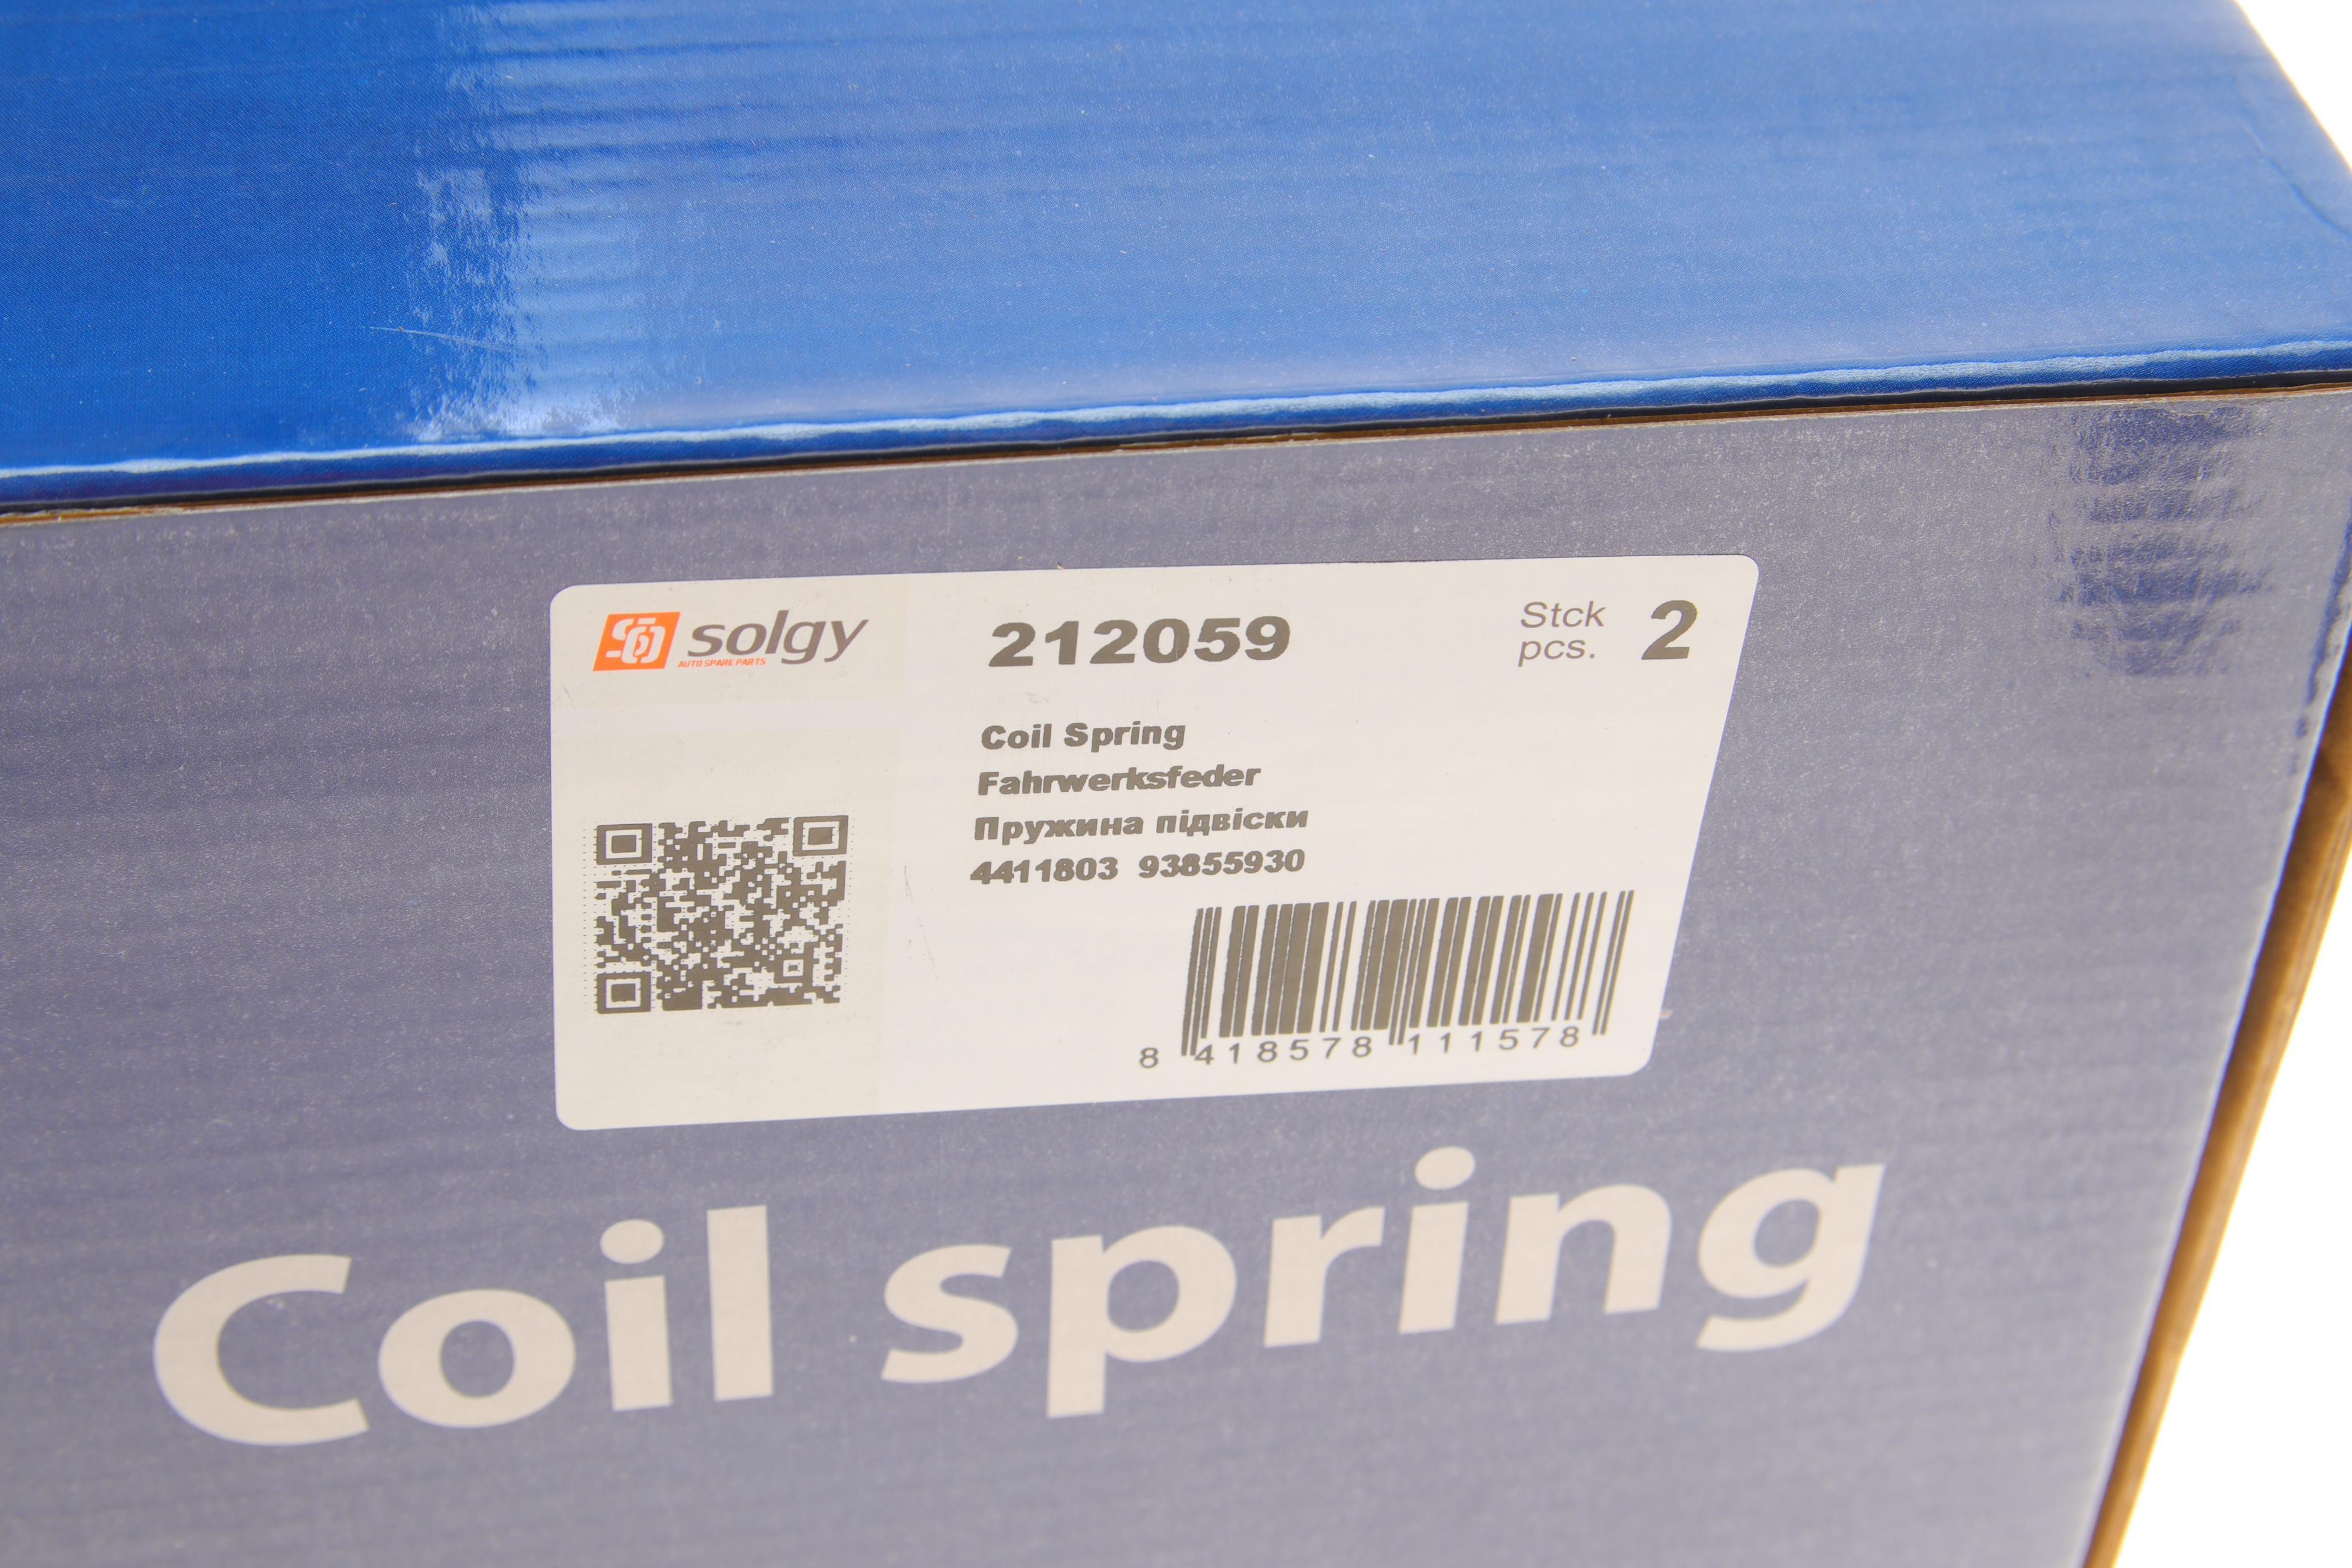 solgy
AUTO SPARE PARTS
212059
Stck
pcs. 2
Coil Spring
Fahrwerksfeder
Пружина підвіски
4411803 93855930
8 418578 111578
Coil spring